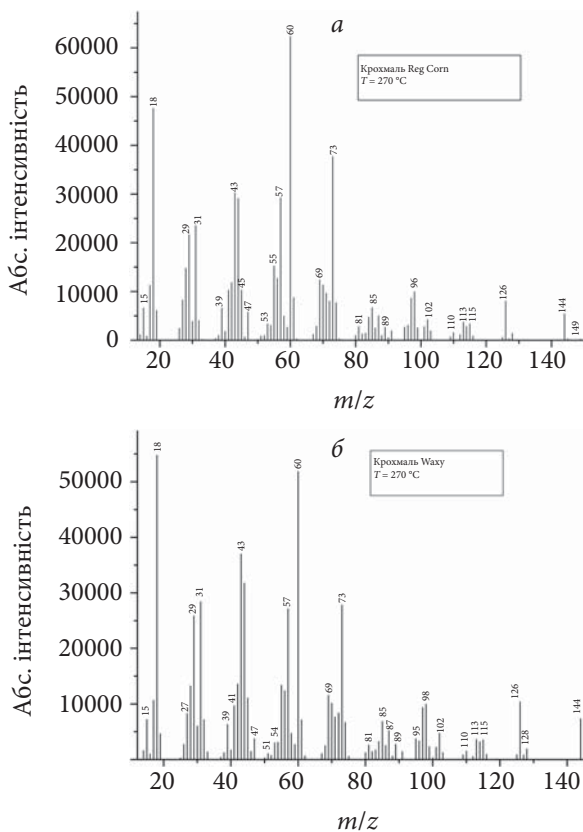 а
Абс. інтенсивність
60000
50000
40000
30000
20000
10000
0
Крохмаль Reg Corn
T = 270 °C
15 18 29 31 39 43 45 47 53 55 57 60 69 73 81 85 89 96 102 110 113 115 126 144 149
20 40 60 80 100 120 140
m/z
б
Абс. інтенсивність
50000
40000
30000
20000
10000
Крохмаль Waxy
T = 270 °C
15 18 27 29 31 39 41 43 47 51 54 57 60 69 73 81 85 87 89 95 98 102 110 113 115 126 128 144
20 40 60 80 100 120 140
m/z